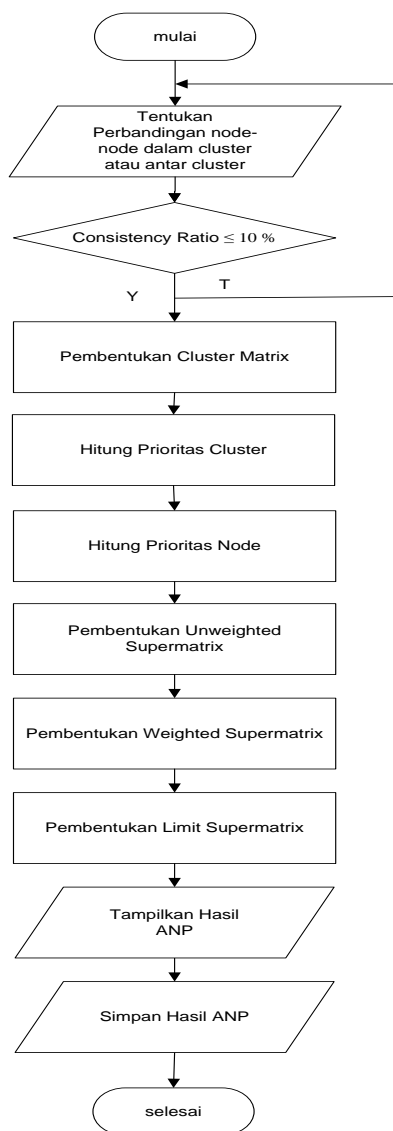 mulai
Tentukan
Perbandingan node-
node dalam cluster
atau antar cluster
Consistency Ratio ≤ 10 %
Y
T
Pembentukan Cluster Matrix
Hitung Prioritas Cluster
Hitung Prioritas Node
Pembentukan Unweighted
Supermatrix
Pembentukan Weighted Supermatrix
Pembentukan Limit Supermatrix
Tampilkan Hasil
ANP
Simpan Hasil ANP
selesai